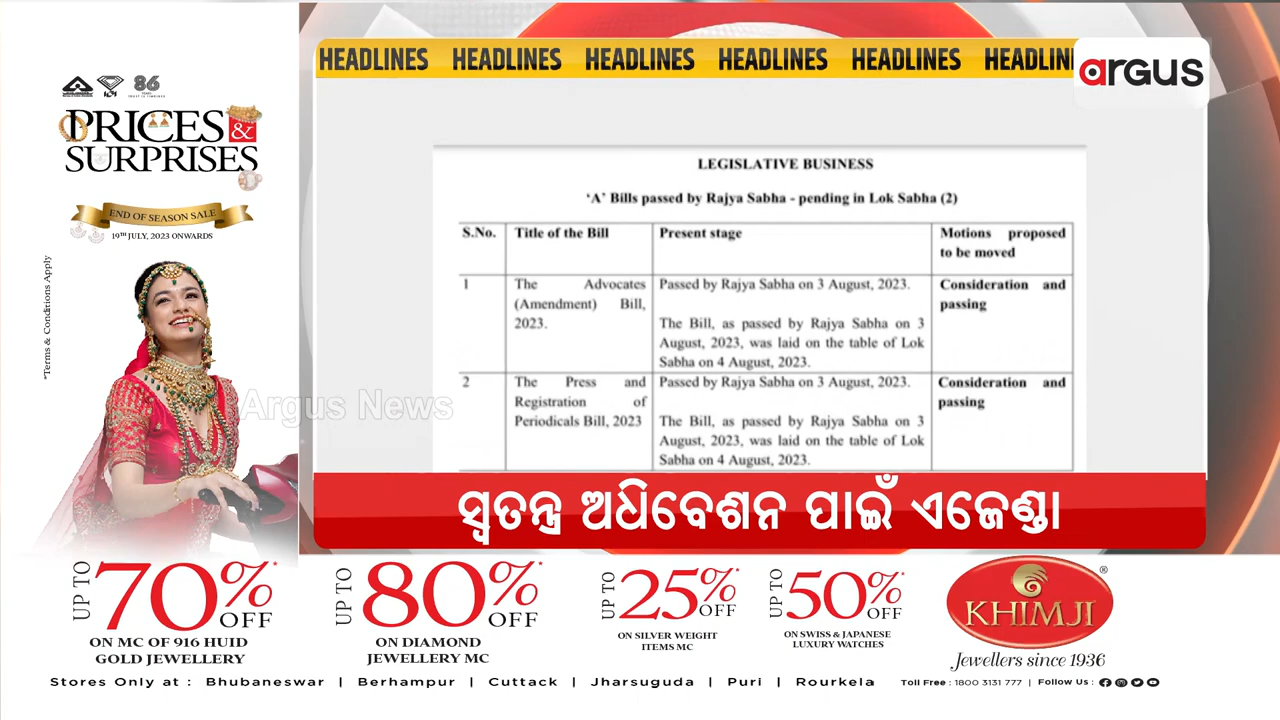 86
PRICES &
SURPRISES
END OF SEASON SALE
19TH JULY, 2023 ONWARDS
*Terms & Conditions Apply
HEADLINES HEADLINES HEADLINES HEADLINES HEADLINES HEADLIN
argus
LEGISLATIVE BUSINESS
‘A’ Bills passed by Rajya Sabha - pending in Lok Sabha (2)
S.No. Title of the Bill Present stage Motions proposed
to be moved
1 The Advocates Passed by Rajya Sabha on 3 August, 2023. Consideration and
(Amendment) Bill, passing
2023. The Bill, as passed by Rajya Sabha on 3
August, 2023, was laid on the table of Lok
Sabha on 4 August, 2023.
2 The Press and Passed by Rajya Sabha on 3 August, 2023. Consideration and
Registration of passing
Periodicals Bill, 2023 The Bill, as passed by Rajya Sabha on 3
August, 2023, was laid on the table of Lok
Sabha on 4 August, 2023.
Argus News
ସ୍ୱତନ୍ତ୍ର ଅଧିବେଶନ ପାଇଁ ଏଜେଣ୍ଡା
UP TO 70%* OFF
ON MC OF 916 HUID
GOLD JEWELLERY
UP TO 80%* OFF
ON DIAMOND
JEWELLERY MC
UP TO 25%* OFF
ON SILVER WEIGHT
ITEMS MC
UP TO 50%* OFF
ON SWISS & JAPANESE
LUXURY WATCHES
KHIMJI ®
Jewellers since 1936
Stores Only at : Bhubaneswar | Berhampur | Cuttack | Jharsuguda | Puri | Rourkela Toll Free : 1800 3131 777 | Follow Us :